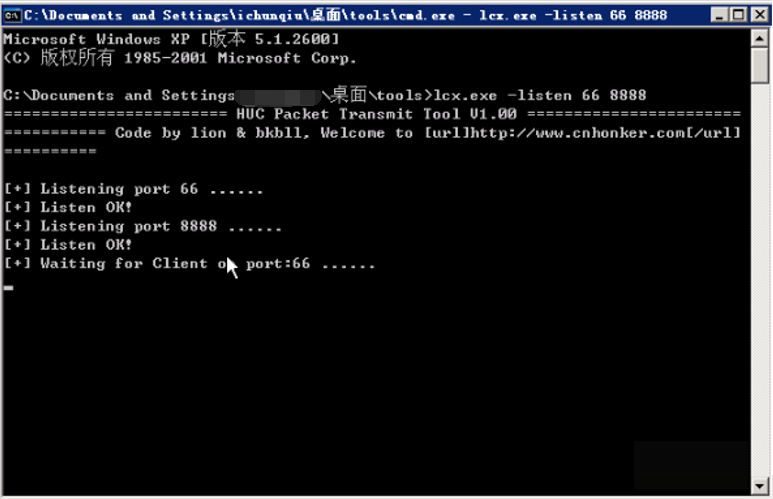 C:\Documents and Settings\ichunqiu\桌面\tools\cmd.exe - lcx.exe -listen 66 8888
Microsoft Windows XP [版本 5.1.2600]
(C) 版权所有 1985-2001 Microsoft Corp.
C:\Documents and Settings \桌面\tools>lcx.exe -listen 66 8888
======================== HUC Packet Transmit Tool V1.00 =======================
=========== Code by lion & bkbll, Welcome to [url]http://www.cnhonker.com[/url]
==========
[+] Listening port 66 ......
[+] Listen OK!
[+] Listening port 8888 ......
[+] Listen OK!
[+] Waiting for Client on port:66 ......